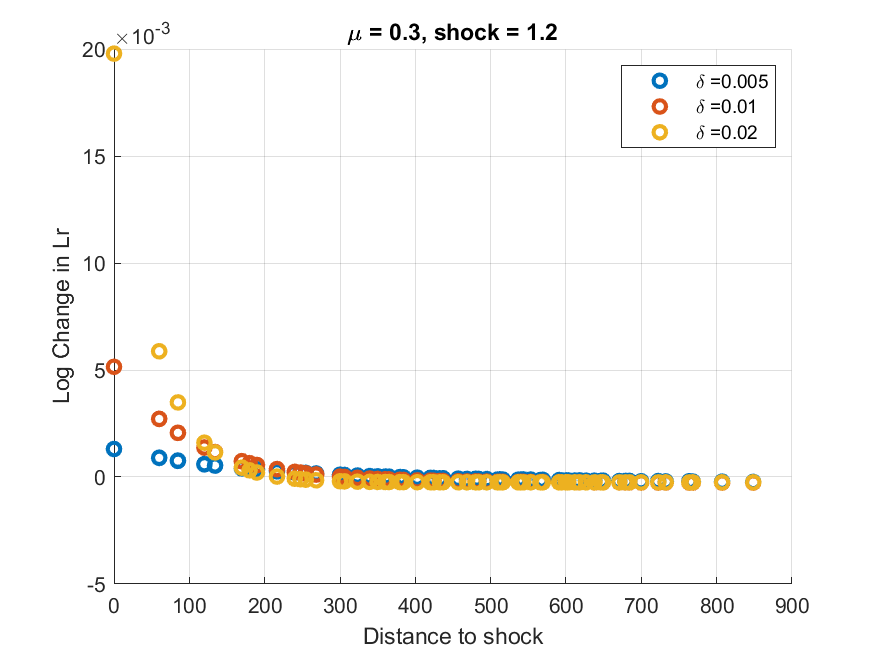 μ = 0.3, shock = 1.2
×10⁻³
20
15
10
5
0
-5
Log Change in Lr
δ =0.005
δ =0.01
δ =0.02
0 100 200 300 400 500 600 700 800 900
Distance to shock